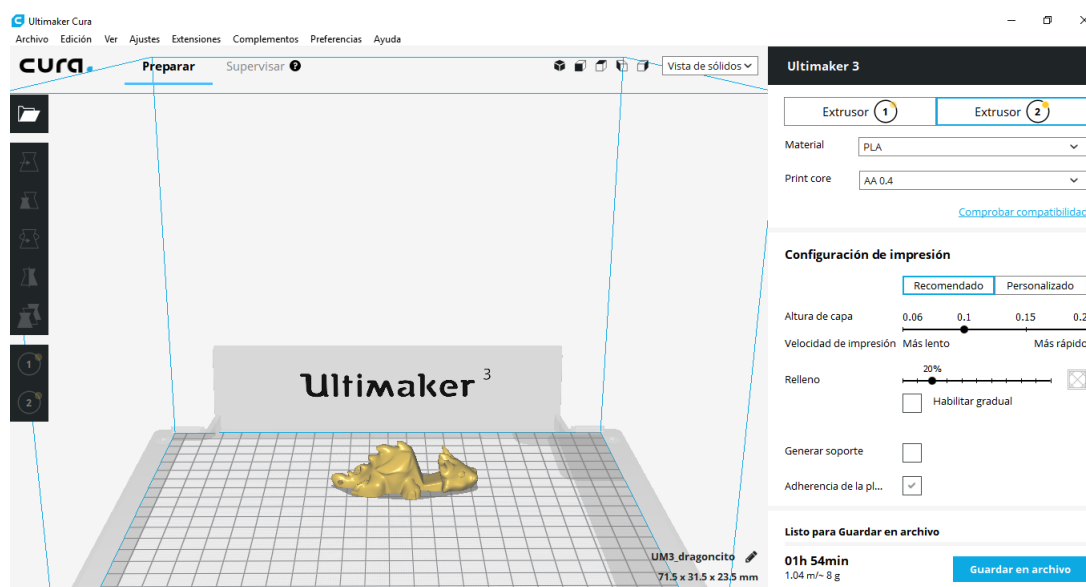 Ultimaker Cura
Archivo Edición Ver Ajustes Extensiones Complementos Preferencias Ayuda
cura. Preparar Supervisar ? Vista de sólidos
Ultimaker 3
Extrusor 1 Extrusor 2
Material PLA
Print core AA 0.4
Comprobar compatibilidad
Configuración de impresión
Recomendado Personalizado
Altura de capa 0.06 0.1 0.15 0.2
Velocidad de impresión Más lento Más rápido
Relleno 20%
Habilitar gradual
Generar soporte
Adherencia de la pl...
Listo para Guardar en archivo
01h 54min
1.04 m/~ 8 g
Guardar en archivo
1
2
Ultimaker 3
UM3_dragoncito
71.5 x 31.5 x 23.5 mm